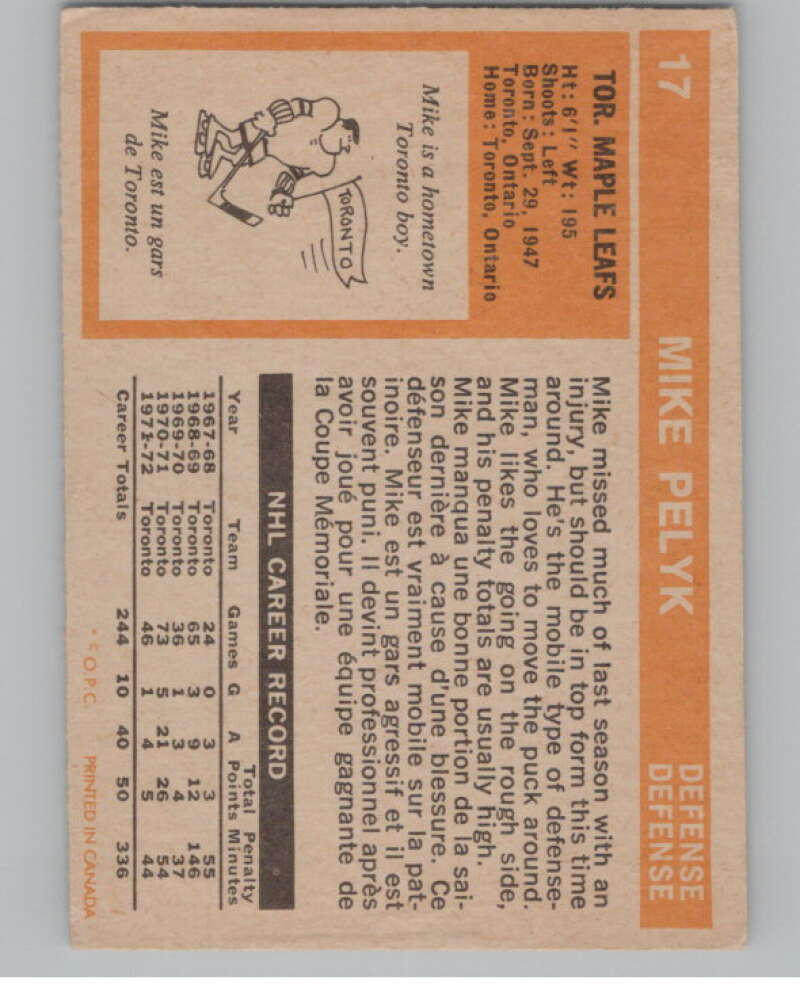 17 MIKE PELYK DEFENSE
DEFENSE
TOR. MAPLE LEAFS
Ht: 6'1" Wt: 195
Shoots: Left
Born: Sept. 29, 1947
Toronto, Ontario
Home: Toronto, Ontario
Mike is a hometown
Toronto boy.
TORONTO
Mike est un gars
de Toronto.
Mike missed much of last season with an
injury, but should be in top form this time
around. He's the mobile type of defense-
man, who loves to move the puck around.
Mike likes the going on the rough side,
and his penalty totals are usually high.
Mike manqua une bonne portion de la sai-
son dernière à cause d'une blessure. Ce
défenseur est vraiment mobile sur la pat-
inoire. Mike est un gars agressif et il est
souvent puni. Il devint professionnel après
avoir joué pour une équipe gagnante de
la Coupe Mémoriale.
NHL CAREER RECORD
Total Penalty
Year Team Games G A Points Minutes
1967-68 Toronto 24 0 3 3 55
1968-69 Toronto 65 3 9 12 146
1969-70 Toronto 36 1 3 4 37
1970-71 Toronto 73 5 21 26 54
1971-72 Toronto 46 1 4 5 44
Career Totals 244 10 40 50 336
* © O.P.C. PRINTED IN CANADA